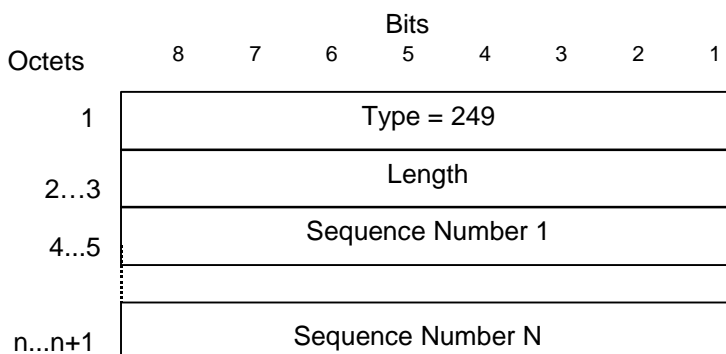 Bits
Octets 8 7 6 5 4 3 2 1
1 Type = 249
2…3 Length
4...5 Sequence Number 1
n...n+1 Sequence Number N